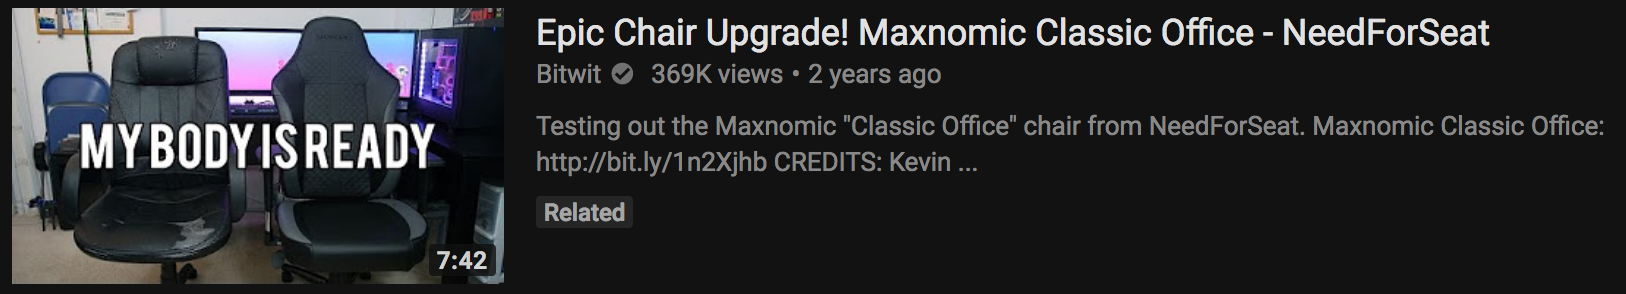 MY BODY IS READY
7:42
Epic Chair Upgrade! Maxnomic Classic Office - NeedForSeat
Bitwit 369K views • 2 years ago
Testing out the Maxnomic "Classic Office" chair from NeedForSeat. Maxnomic Classic Office:
http://bit.ly/1n2Xjhb CREDITS: Kevin ...
Related